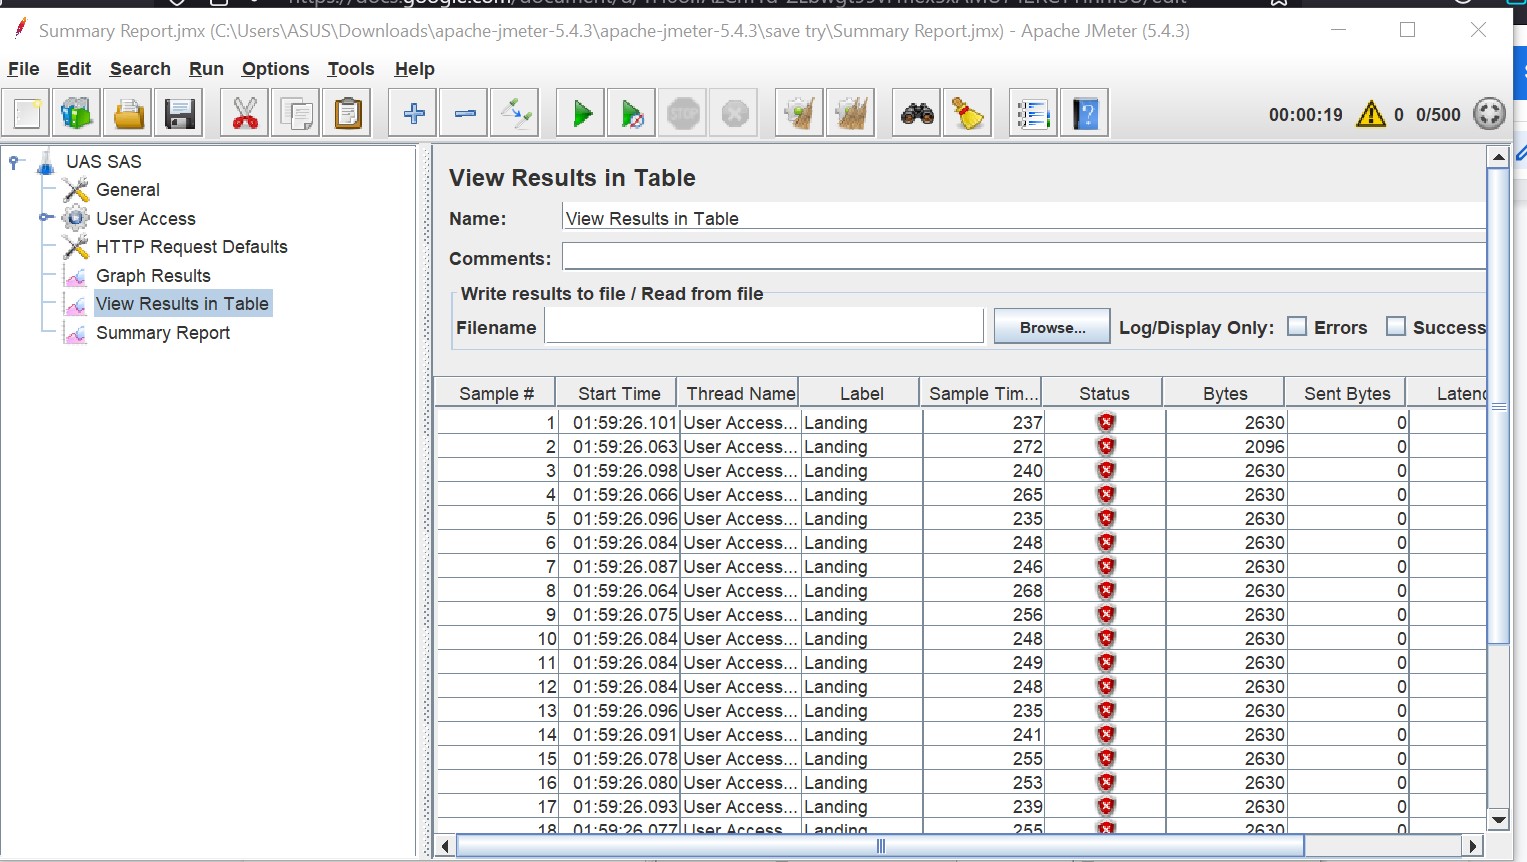 Summary Report.jmx (C:\Users\ASUS\Downloads\apache-jmeter-5.4.3\apache-jmeter-5.4.3\save try\Summary Report.jmx) - Apache JMeter (5.4.3)
File Edit Search Run Options Tools Help
STOP ? 00:00:19 0 0/500
UAS SAS
General
User Access
HTTP Request Defaults
Graph Results
View Results in Table
Summary Report
View Results in Table
Name: View Results in Table
Comments:
Write results to file / Read from file
Filename Browse... Log/Display Only: Errors Success
Sample # Start Time Thread Name Label Sample Tim... Status Bytes Sent Bytes Latenc
1 01:59:26.101 User Access... Landing 237 2630 0
2 01:59:26.063 User Access... Landing 272 2096 0
3 01:59:26.098 User Access... Landing 240 2630 0
4 01:59:26.066 User Access... Landing 265 2630 0
5 01:59:26.096 User Access... Landing 235 2630 0
6 01:59:26.084 User Access... Landing 248 2630 0
7 01:59:26.087 User Access... Landing 246 2630 0
8 01:59:26.064 User Access... Landing 268 2630 0
9 01:59:26.075 User Access... Landing 256 2630 0
10 01:59:26.084 User Access... Landing 248 2630 0
11 01:59:26.084 User Access... Landing 249 2630 0
12 01:59:26.084 User Access... Landing 248 2630 0
13 01:59:26.096 User Access... Landing 235 2630 0
14 01:59:26.091 User Access... Landing 241 2630 0
15 01:59:26.078 User Access... Landing 255 2630 0
16 01:59:26.080 User Access... Landing 253 2630 0
17 01:59:26.093 User Access... Landing 239 2630 0
18 01:59:26.077 User Access... Landing 255 2630 0